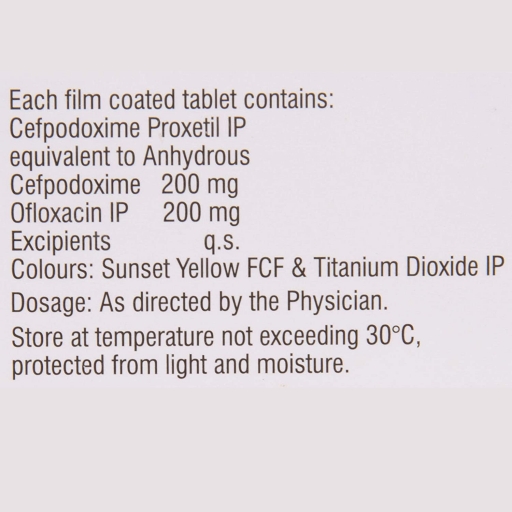 Each film coated tablet contains:
Cefpodoxime Proxetil IP
equivalent to Anhydrous
Cefpodoxime 200 mg
Ofloxacin IP 200 mg
Excipients q.s.
Colours: Sunset Yellow FCF & Titanium Dioxide IP
Dosage: As directed by the Physician.
Store at temperature not exceeding 30°C,
protected from light and moisture.